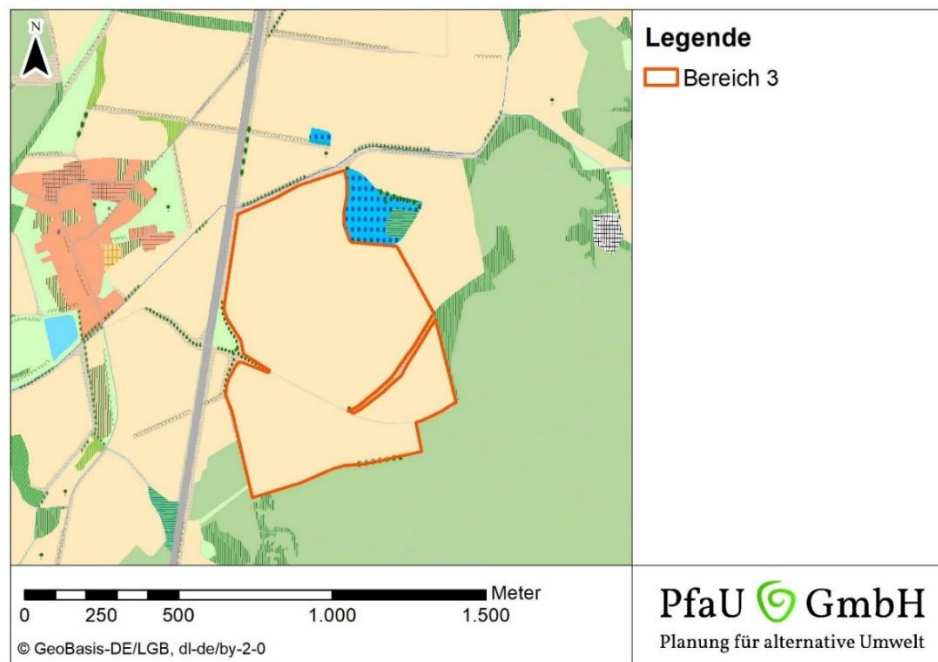 N
Legende
Bereich 3
Meter
0 250 500 1.000 1.500
© GeoBasis-DE/LGB, dl-de/by-2-0
PfaU GmbH
Planung für alternative Umwelt